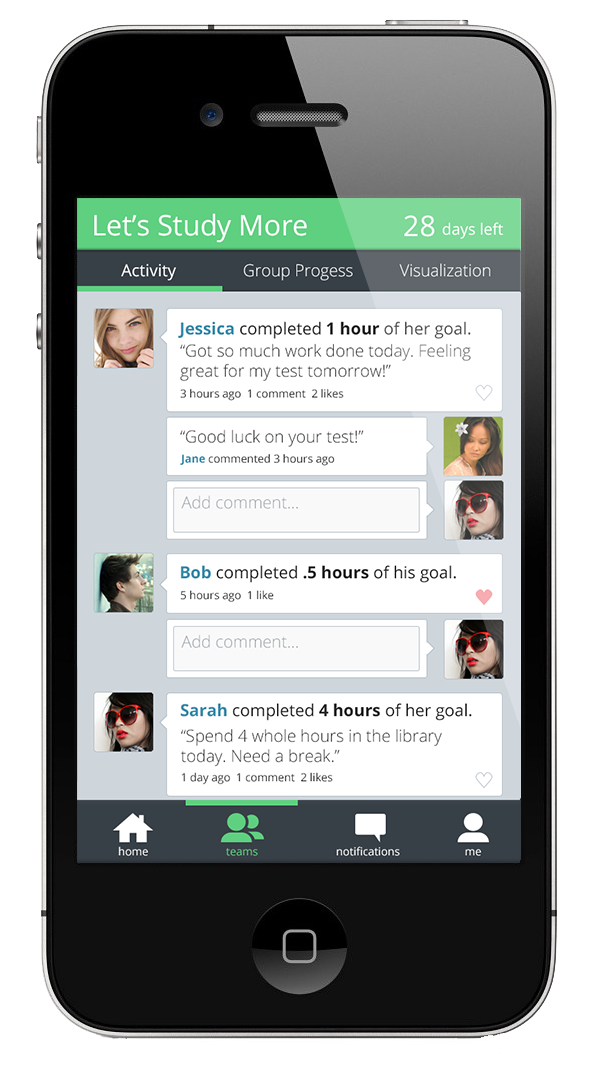 Let's Study More
28 days left
Activity Group Progess Visualization
Jessica completed 1 hour of her goal.
“Got so much work done today. Feeling
great for my test tomorrow!”
3 hours ago 1 comment 2 likes
“Good luck on your test!”
Jane commented 3 hours ago
Add comment...
Bob completed .5 hours of his goal.
5 hours ago 1 like
Add comment...
Sarah completed 4 hours of her goal.
“Spend 4 whole hours in the library
today. Need a break.”
1 day ago 1 comment 2 likes
home teams notifications me